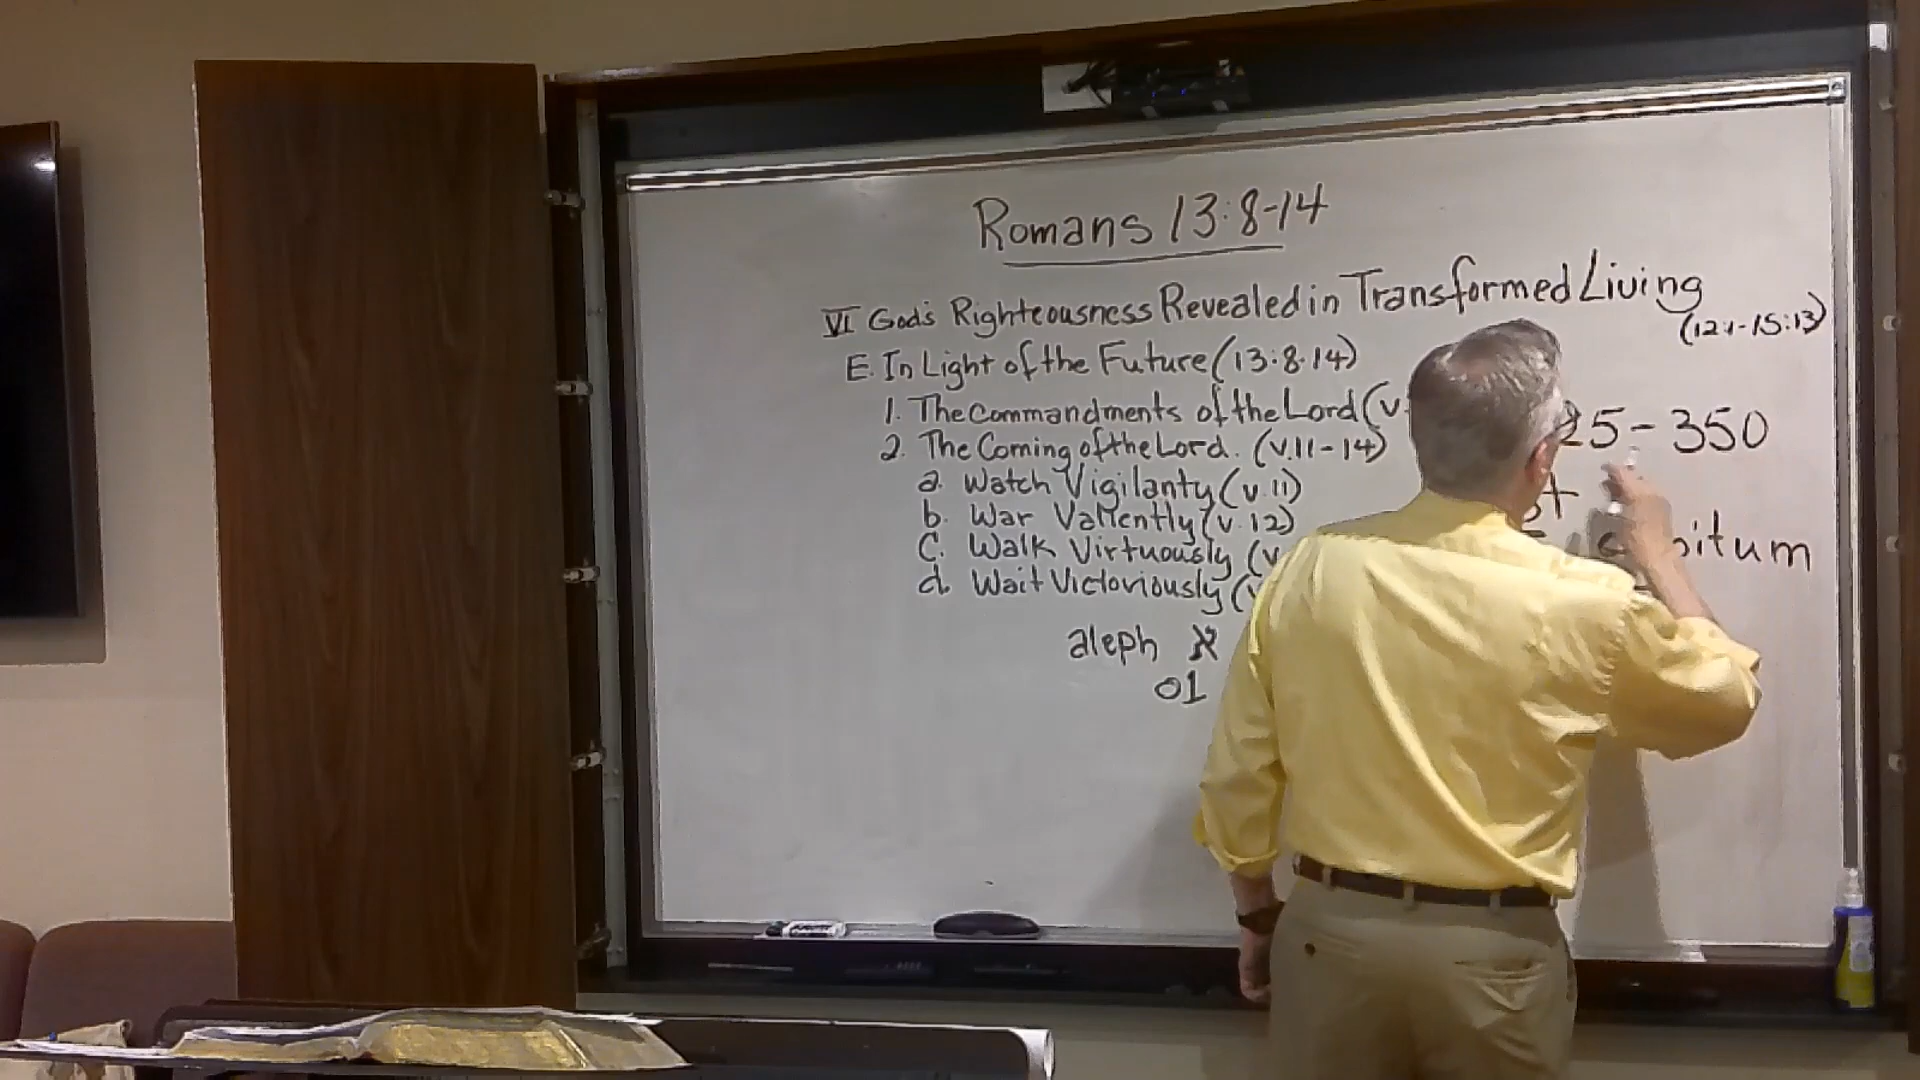 Romans 13:8-14
VI God's Righteousness Revealed in Transformed Living
(12:1-15:13)
E. In Light of the Future (13:8-14)
1. The Commandments of the Lord (v.
2. The Coming of the Lord. (v.11-14)
a. Watch Vigilanty (v.11)
b. War Valiently (v.12)
C. Walk Virtuously (v
d. Wait Victoriously (v
aleph א
01
25-350
itum